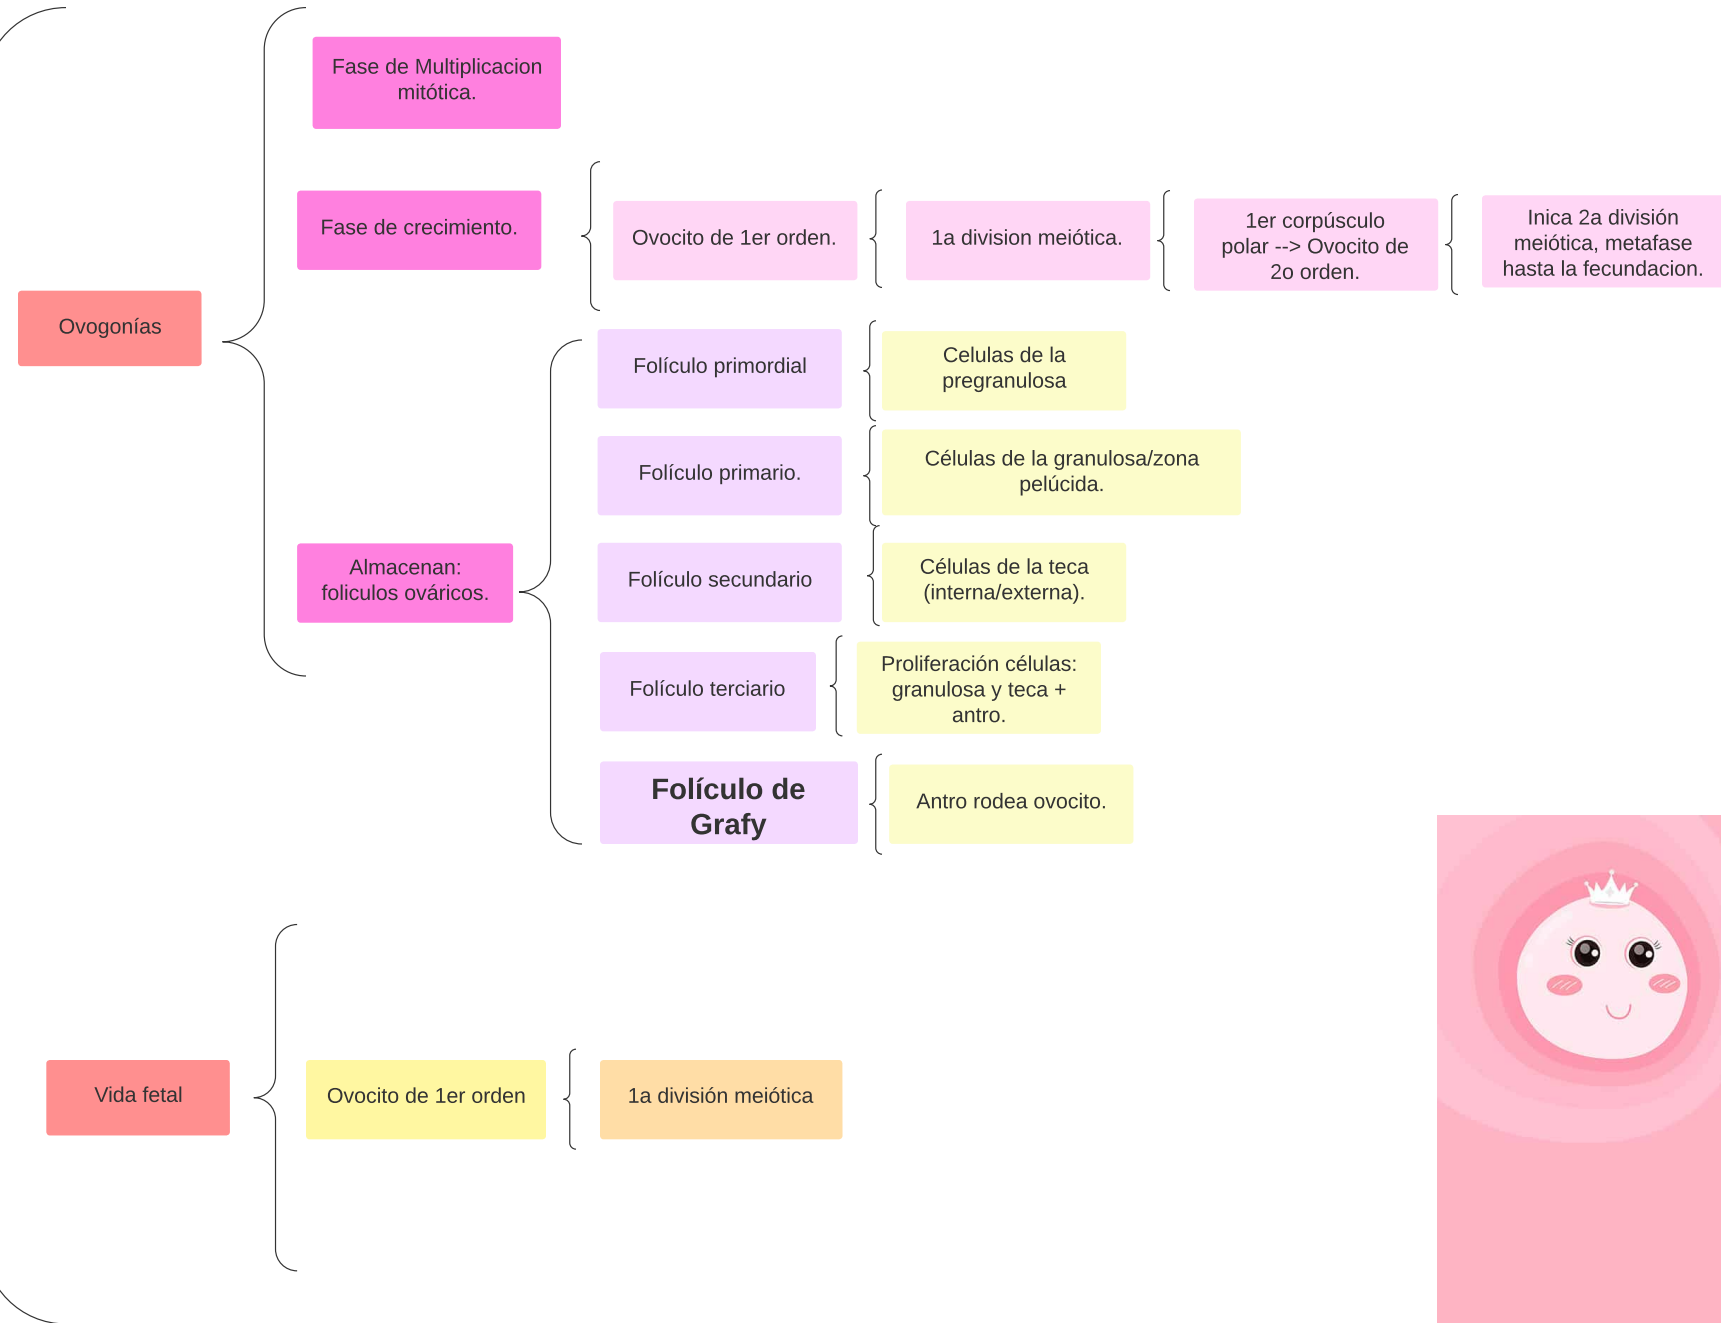 Ovogonías
Fase de Multiplicacion
mitótica.
Fase de crecimiento.
Ovocito de 1er orden.
1a division meiótica.
1er corpúsculo
polar --> Ovocito de
2o orden.
Inica 2a división
meiótica, metafase
hasta la fecundacion.
Almacenan:
foliculos ováricos.
Folículo primordial
Celulas de la
pregranulosa
Folículo primario.
Células de la granulosa/zona
pelúcida.
Folículo secundario
Células de la teca
(interna/externa).
Folículo terciario
Proliferación células:
granulosa y teca +
antro.
Folículo de
Grafy
Antro rodea ovocito.
Vida fetal
Ovocito de 1er orden
1a división meiótica